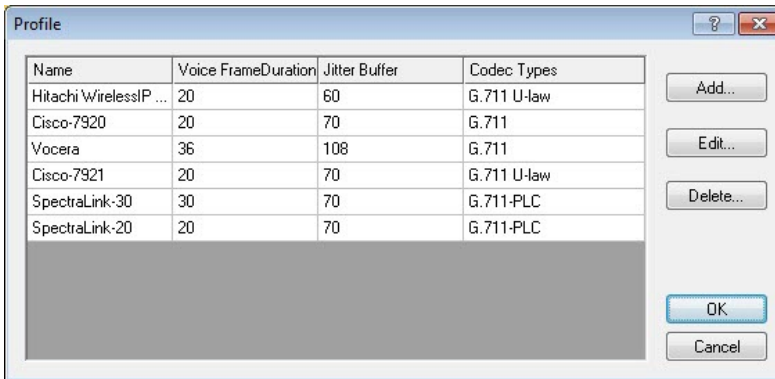 Profile
Name Voice FrameDuration Jitter Buffer Codec Types
Hitachi WirelessIP ... 20 60 G.711 U-law
Cisco-7920 20 70 G.711
Vocera 36 108 G.711
Cisco-7921 20 70 G.711 U-law
SpectraLink-30 30 70 G.711-PLC
SpectraLink-20 20 70 G.711-PLC
Add...
Edit...
Delete...
OK
Cancel